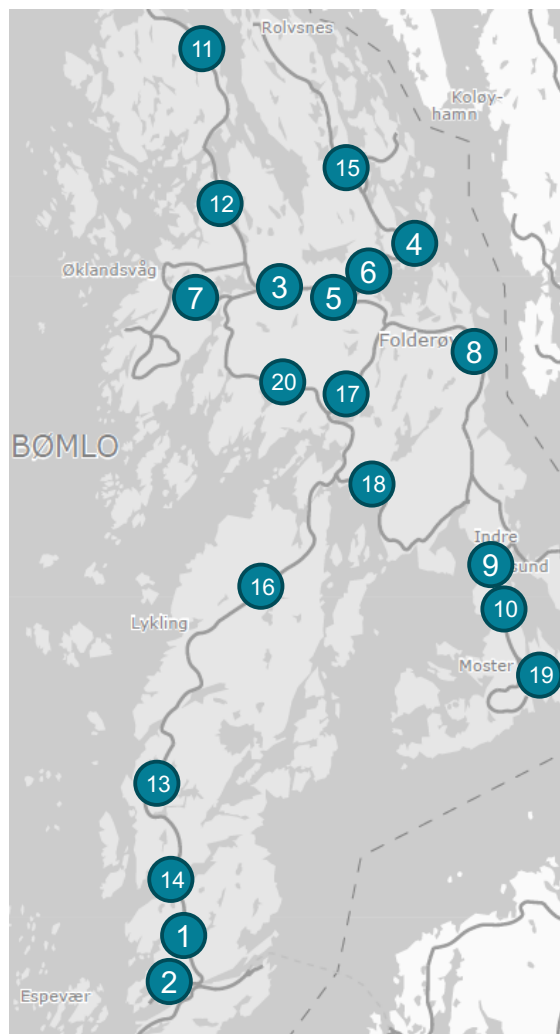 11
Rolvsnes
Koløy-
hamn
15
12
4
Øklandsvåg
6
3
7
5
Folderøy
8
20
17
BØMLO
18
Indre
9
sund
16
10
Lykling
Moster
19
13
14
1
2
Espevær